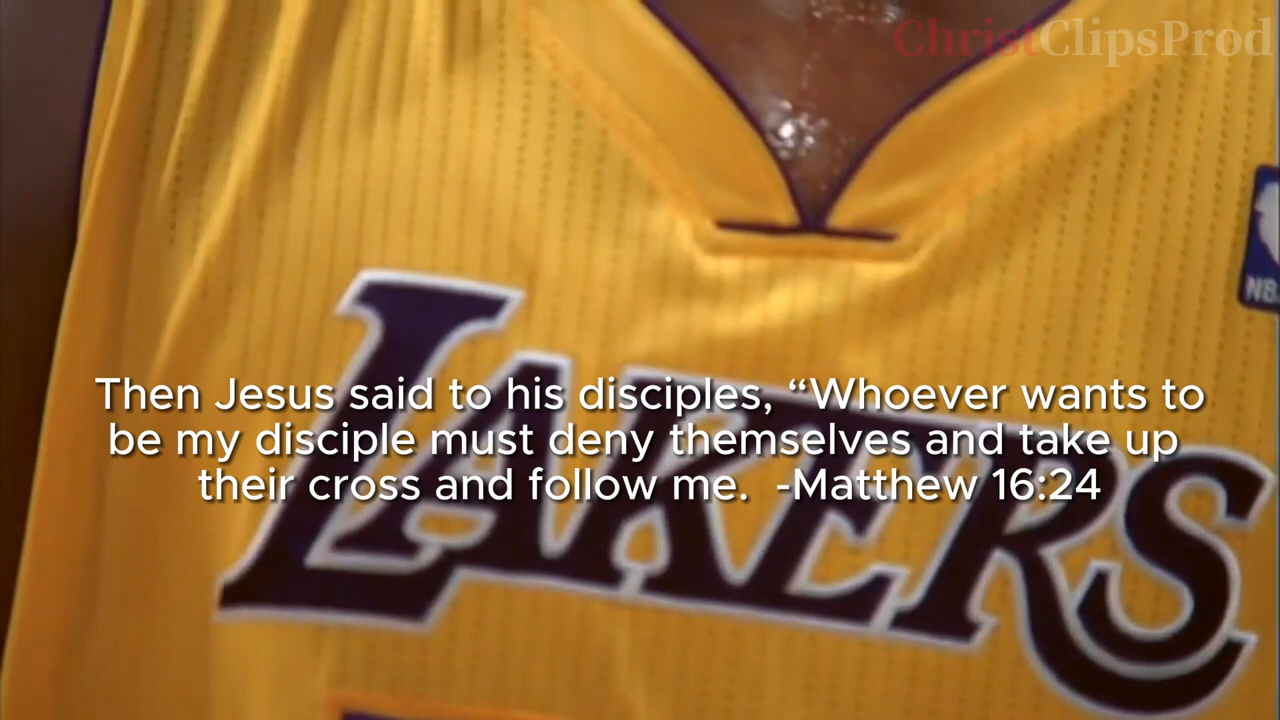 ChristClipsProd
NB
Then Jesus said to his disciples, “Whoever wants to
be my disciple must deny themselves and take up
their cross and follow me.  -Matthew 16:24
LAKERS